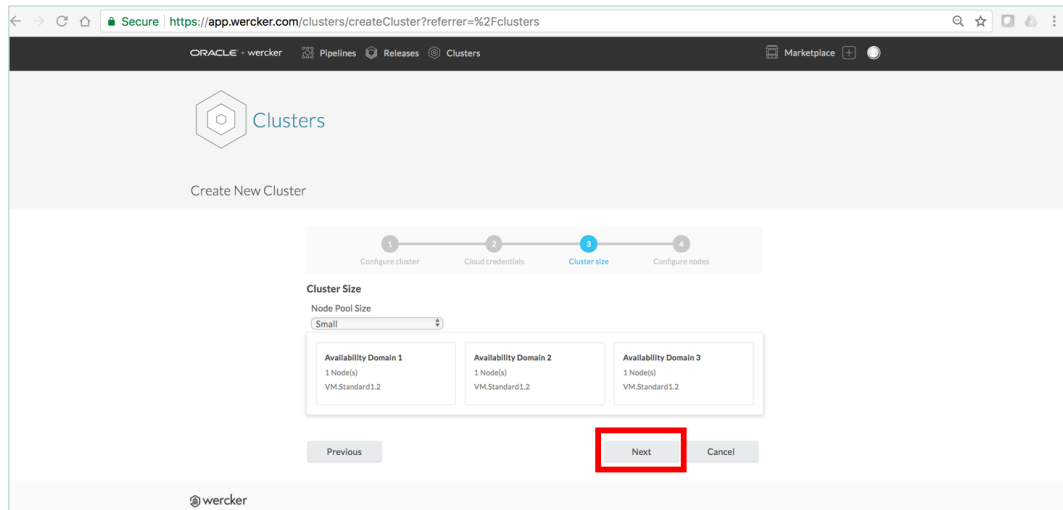 Secure | https://app.wercker.com/clusters/createCluster?referrer=%2Fclusters
ORACLE + wercker Pipelines Releases Clusters Marketplace
Clusters
Create New Cluster
1 2 3 4
Configure cluster Cloud credentials Cluster size Configure nodes
Cluster Size
Node Pool Size
Small
Availability Domain 1 Availability Domain 2 Availability Domain 3
1 Node(s) 1 Node(s) 1 Node(s)
VM.Standard1.2 VM.Standard1.2 VM.Standard1.2
Previous Next Cancel
wercker